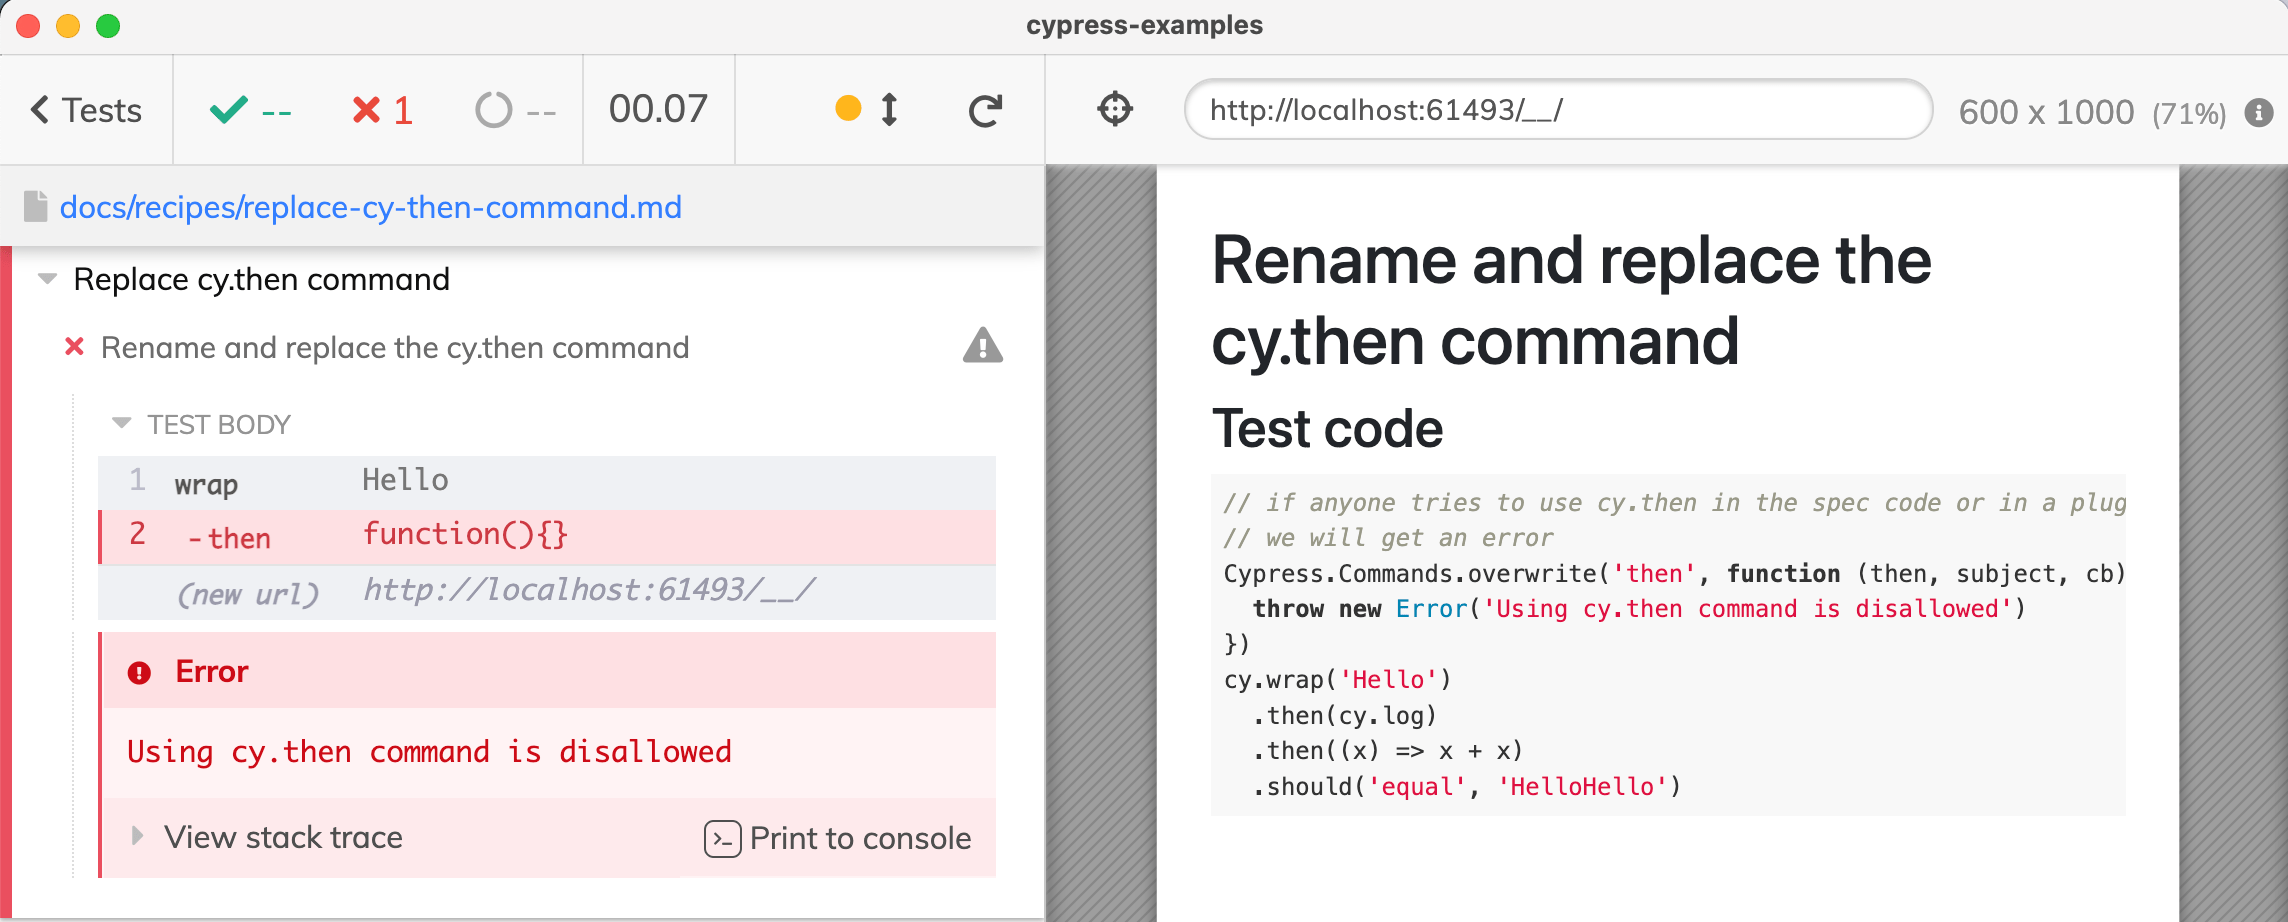 cypress-examples
Tests
--
1
--
00.07
http://localhost:61493/__/
600 x 1000 (71%)
docs/recipes/replace-cy-then-command.md
Replace cy.then command
Rename and replace the cy.then command
TEST BODY
1 wrap Hello
2 -then function(){}
(new url) http://localhost:61493/__/
Error
Using cy.then command is disallowed
View stack trace
Print to console
Rename and replace the
cy.then command
Test code
// if anyone tries to use cy.then in the spec code or in a plug
// we will get an error
Cypress.Commands.overwrite('then', function (then, subject, cb)
throw new Error('Using cy.then command is disallowed')
})
cy.wrap('Hello')
.then(cy.log)
.then((x) => x + x)
.should('equal', 'HelloHello')